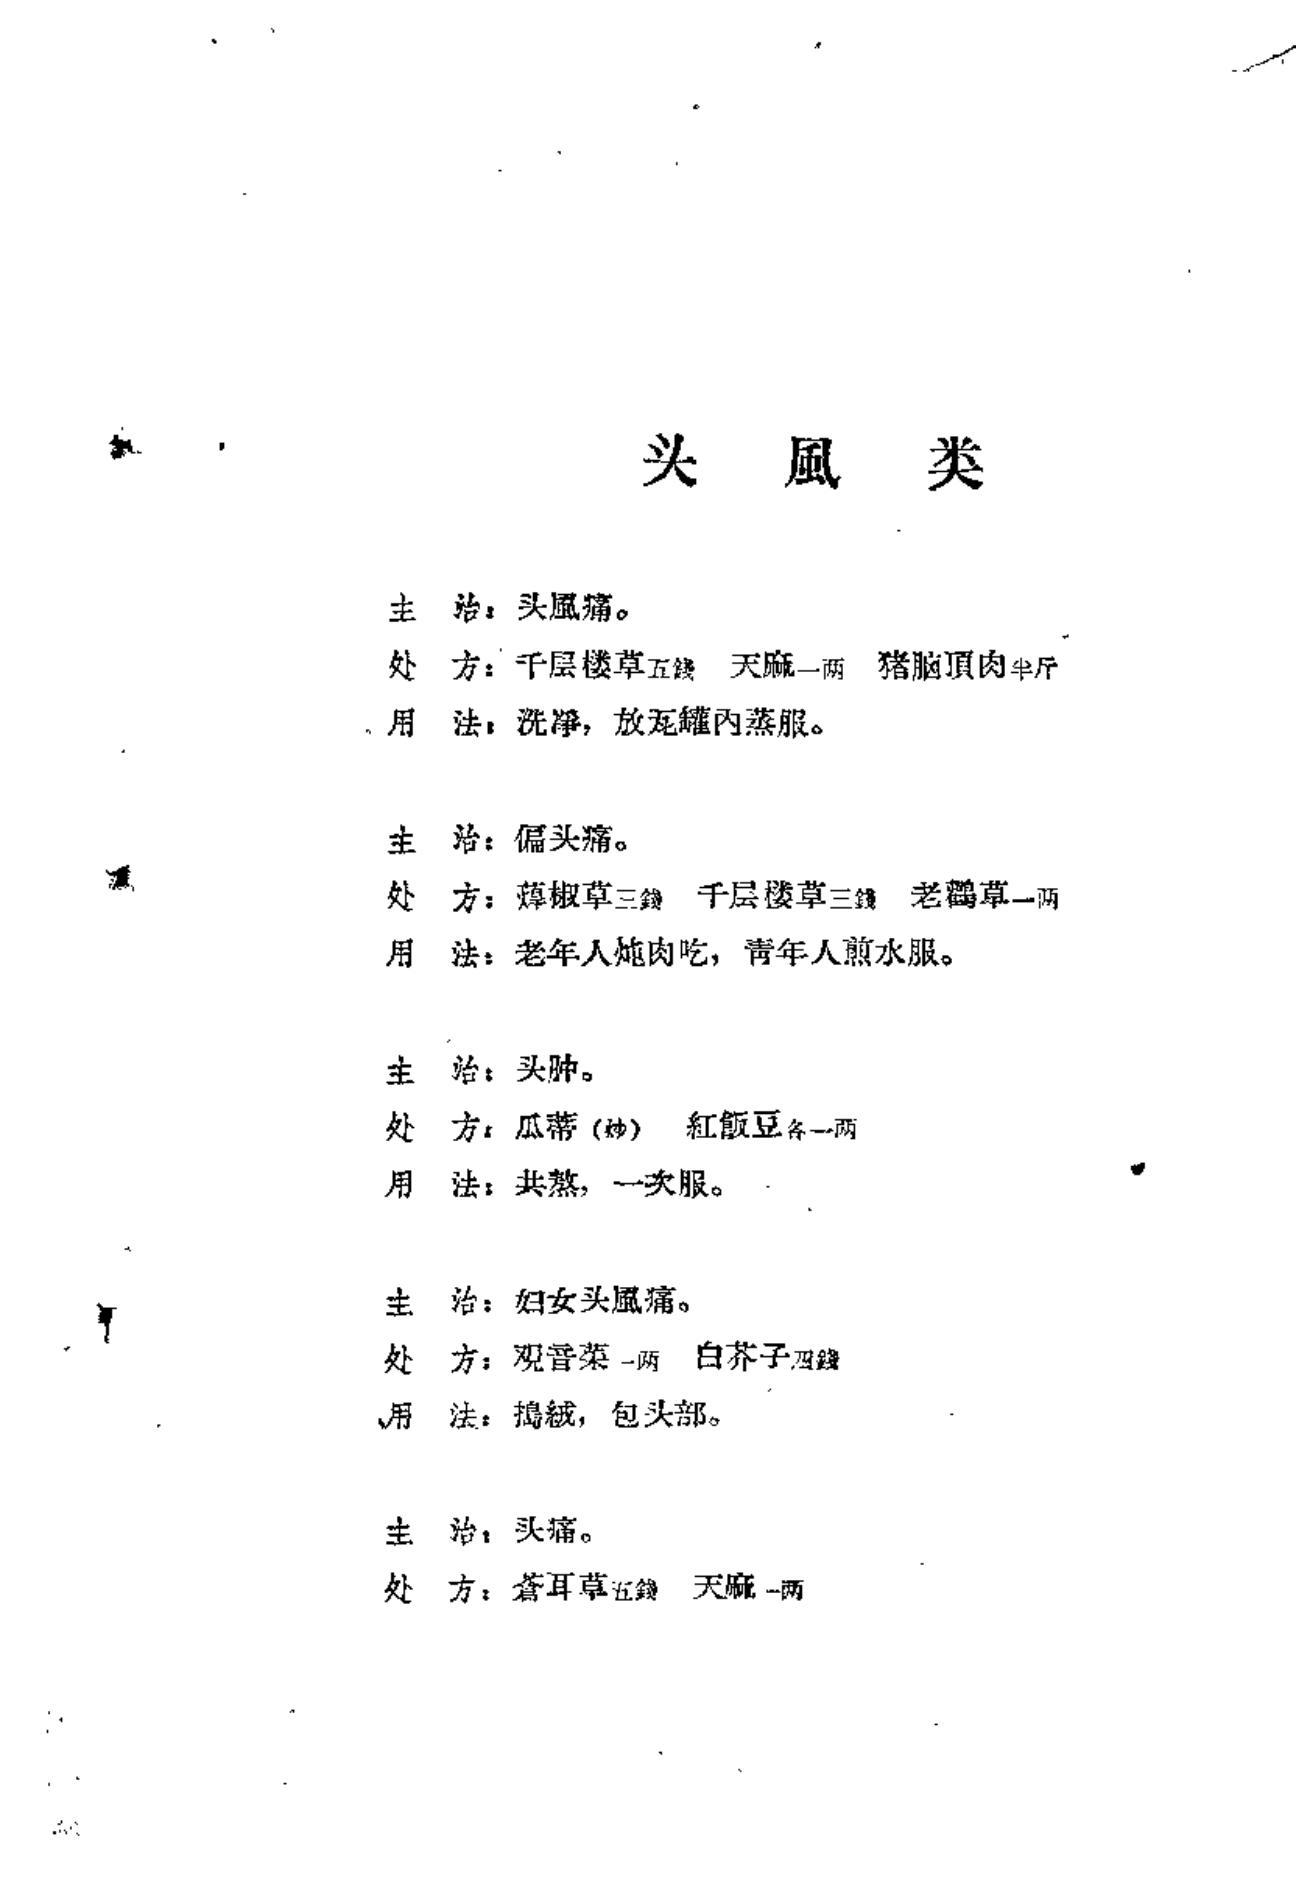 头風类
主治：头風痛。
处方：千层楼草五錢 天麻一两 猪脑頂肉半斤
用法：洗淨，放瓦罐內蒸服。
主治：偏头痛。
处方：蔊椒草三錢 千层楼草三錢 老鸛草一两
用法：老年人炖肉吃，靑年人煎水服。
主治：头肿。
处方：瓜蒂（炒） 紅飯豆各一两
用法：共熬，一次服。
主治：妇女头風痛。
处方：观音菜一两 白芥子四錢
用法：搗絨，包头部。
主治：头痛。
处方：蒼耳草五錢 天麻一两